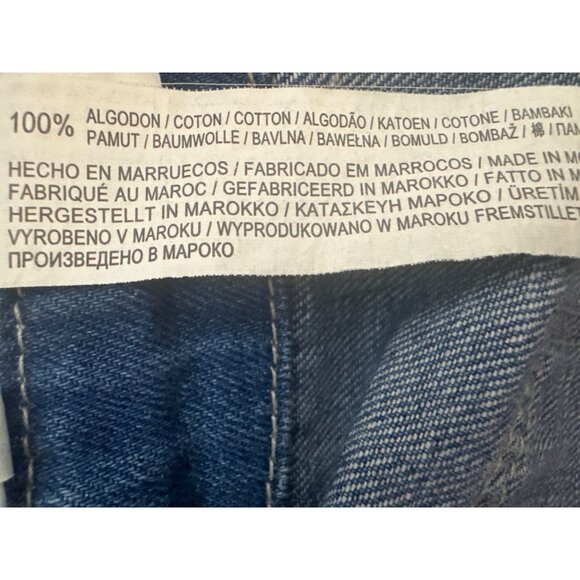 100% ALGODON / COTON / COTTON / ALGODÃO / KATOEN / COTONE / BAMBAKI
PAMUT / BAUMWOLLE / BAVLNA / BAWEŁNA / BOMULD / BOMBAŽ / 棉 /
HECHO EN MARRUECOS / FABRICADO EM MARROCOS / MADE IN
FABRIQUÉ AU MAROC / GEFABRICEERD IN MAROKKO / FATTO IN
HERGESTELLT IN MAROKKO / ΚΑΤΑΣΚΕΥΗ ΜΑΡΟΚΟ / ÜRETİM
VYROBENO V MAROKU / WYPRODUKOWANO W MAROKU FREMSTILLET
ПРОИЗВЕДЕНО В МАРОКО